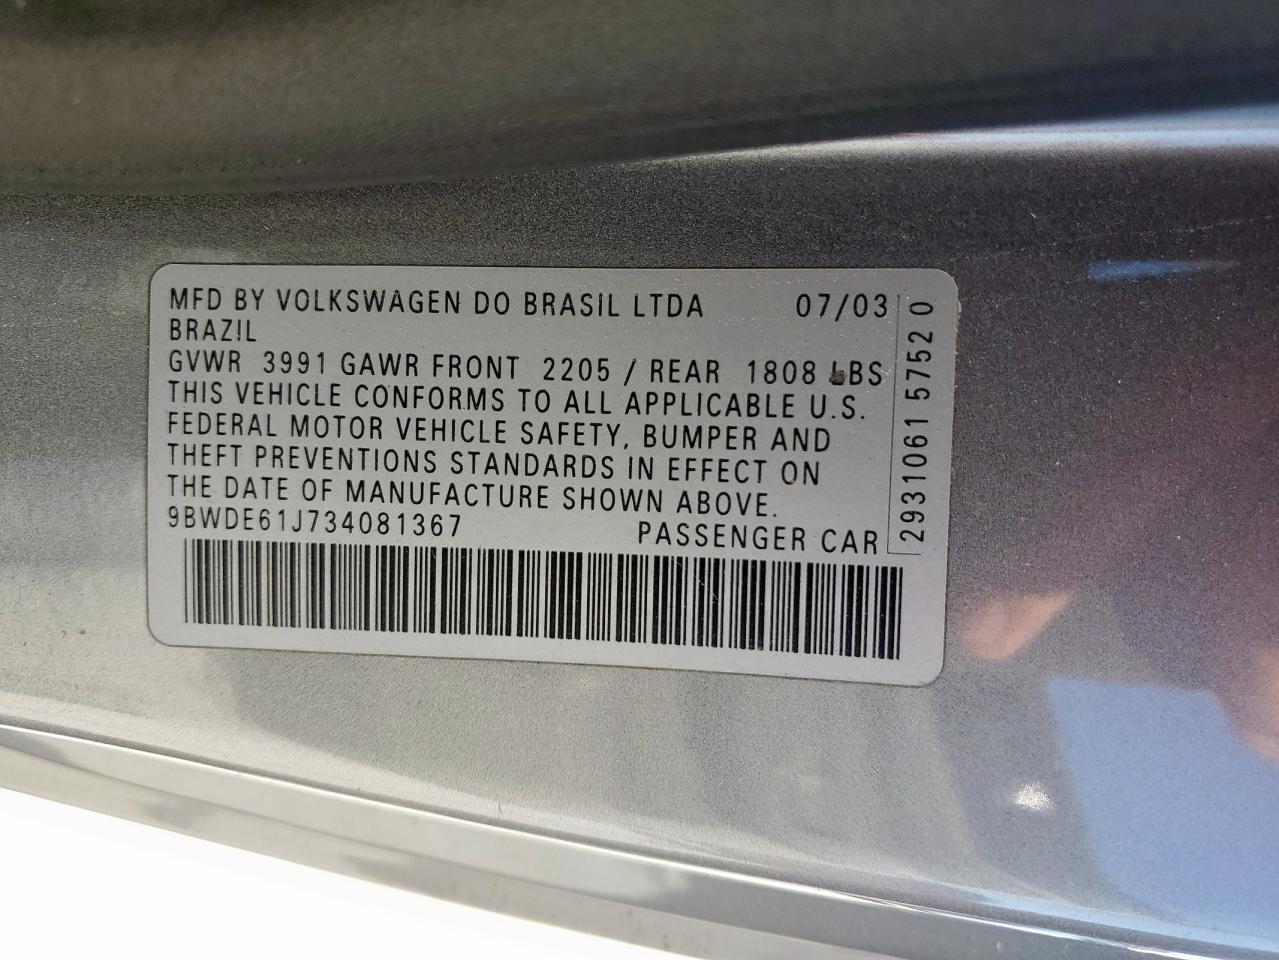 MFD BY VOLKSWAGEN DO BRASIL LTDA 07/03
BRAZIL
GVWR 3991 GAWR FRONT 2205 / REAR 1808 LBS
THIS VEHICLE CONFORMS TO ALL APPLICABLE U.S.
FEDERAL MOTOR VEHICLE SAFETY, BUMPER AND
THEFT PREVENTIONS STANDARDS IN EFFECT ON
THE DATE OF MANUFACTURE SHOWN ABOVE.
9BWDE61J734081367 PASSENGER CAR
2931061 57520